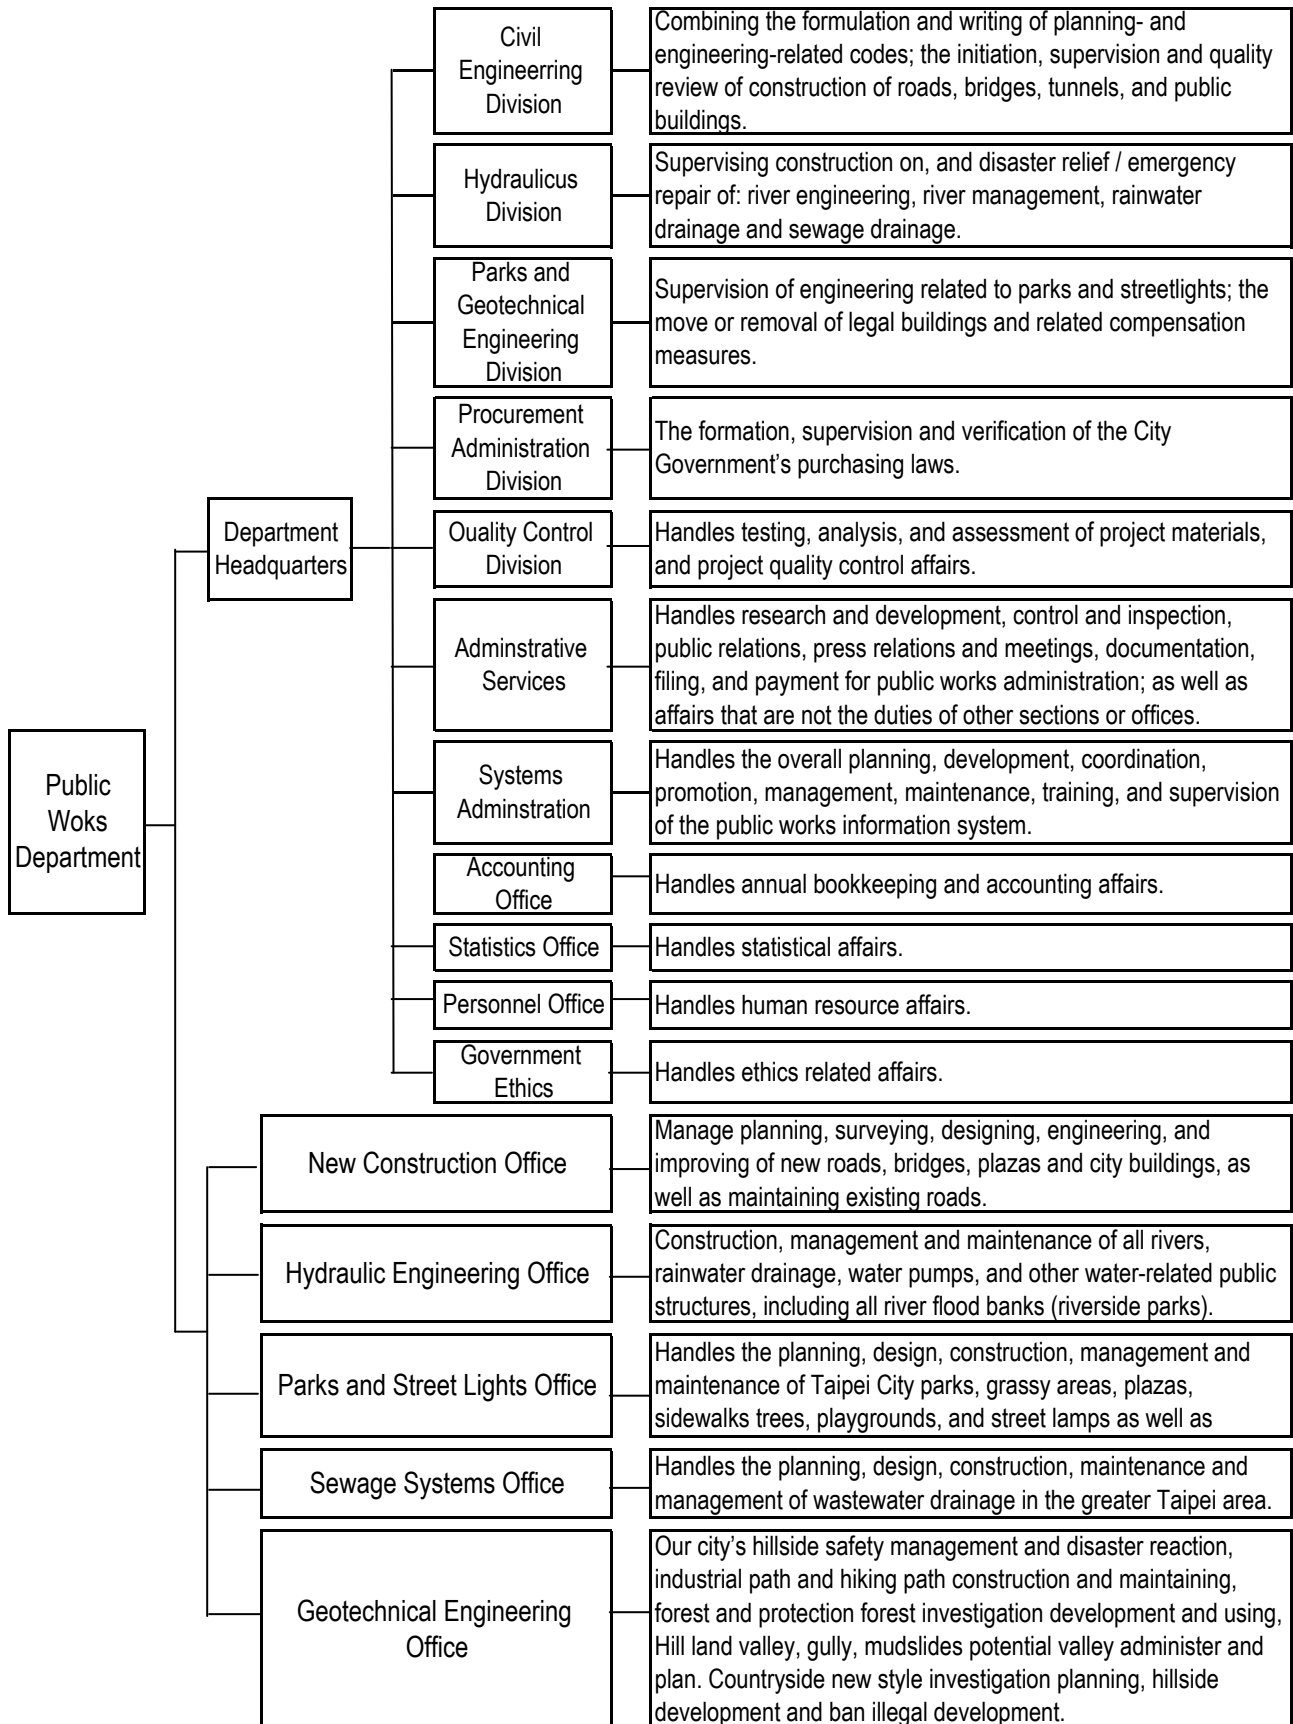 Public
Woks
Department
Department
Headquarters
Civil
Engineerring
Division
Combining the formulation and writing of planning- and
engineering-related codes; the initiation, supervision and quality
review of construction of roads, bridges, tunnels, and public
buildings.
Hydraulicus
Division
Supervising construction on, and disaster relief / emergency
repair of: river engineering, river management, rainwater
drainage and sewage drainage.
Parks and
Geotechnical
Engineering
Division
Supervision of engineering related to parks and streetlights; the
move or removal of legal buildings and related compensation
measures.
Procurement
Administration
Division
The formation, supervision and verification of the City
Government’s purchasing laws.
Ouality Control
Division
Handles testing, analysis, and assessment of project materials,
and project quality control affairs.
Adminstrative
Services
Handles research and development, control and inspection,
public relations, press relations and meetings, documentation,
filing, and payment for public works administration; as well as
affairs that are not the duties of other sections or offices.
Systems
Adminstration
Handles the overall planning, development, coordination,
promotion, management, maintenance, training, and supervision
of the public works information system.
Accounting
Office
Handles annual bookkeeping and accounting affairs.
Statistics Office
Handles statistical affairs.
Personnel Office
Handles human resource affairs.
Government
Ethics
Handles ethics related affairs.
New Construction Office
Manage planning, surveying, designing, engineering, and
improving of new roads, bridges, plazas and city buildings, as
well as maintaining existing roads.
Hydraulic Engineering Office
Construction, management and maintenance of all rivers,
rainwater drainage, water pumps, and other water-related public
structures, including all river flood banks (riverside parks).
Parks and Street Lights Office
Handles the planning, design, construction, management and
maintenance of Taipei City parks, grassy areas, plazas,
sidewalks trees, playgrounds, and street lamps as well as
Sewage Systems Office
Handles the planning, design, construction, maintenance and
management of wastewater drainage in the greater Taipei area.
Geotechnical Engineering
Office
Our city’s hillside safety management and disaster reaction,
industrial path and hiking path construction and maintaining,
forest and protection forest investigation development and using,
Hill land valley, gully, mudslides potential valley administer and
plan. Countryside new style investigation planning, hillside
development and ban illegal development.